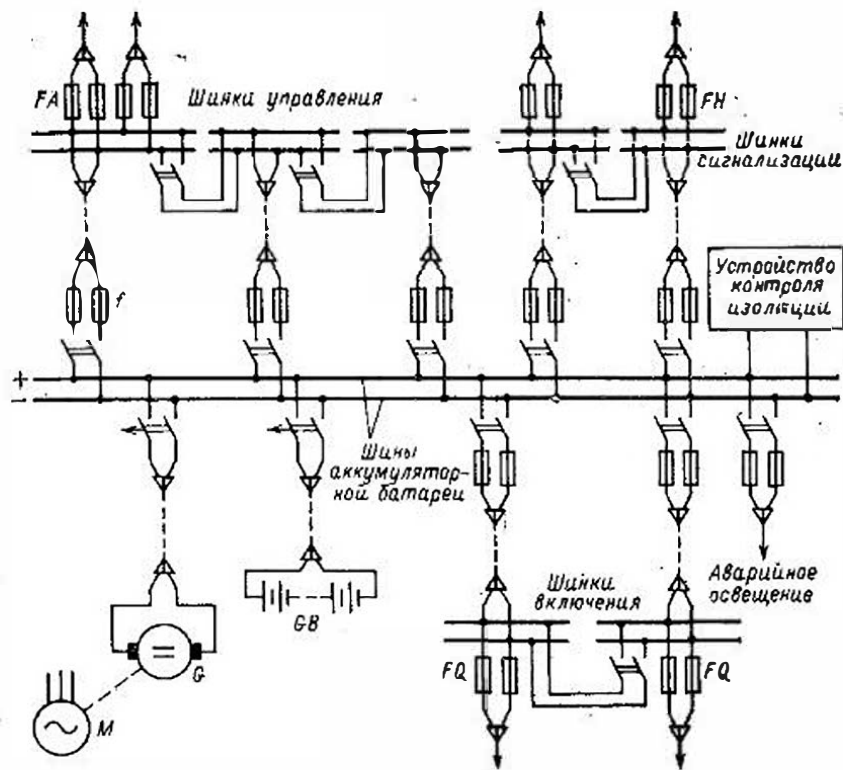 FA
Шинки управления
FH
Шинки
сигнализации
f
Устройство
контроля
изоляции
+
−
Шины
аккумулятор-
ной батареи
Аварийное
освещение
GB
Шинки
включения
G
M
FQ
FQ